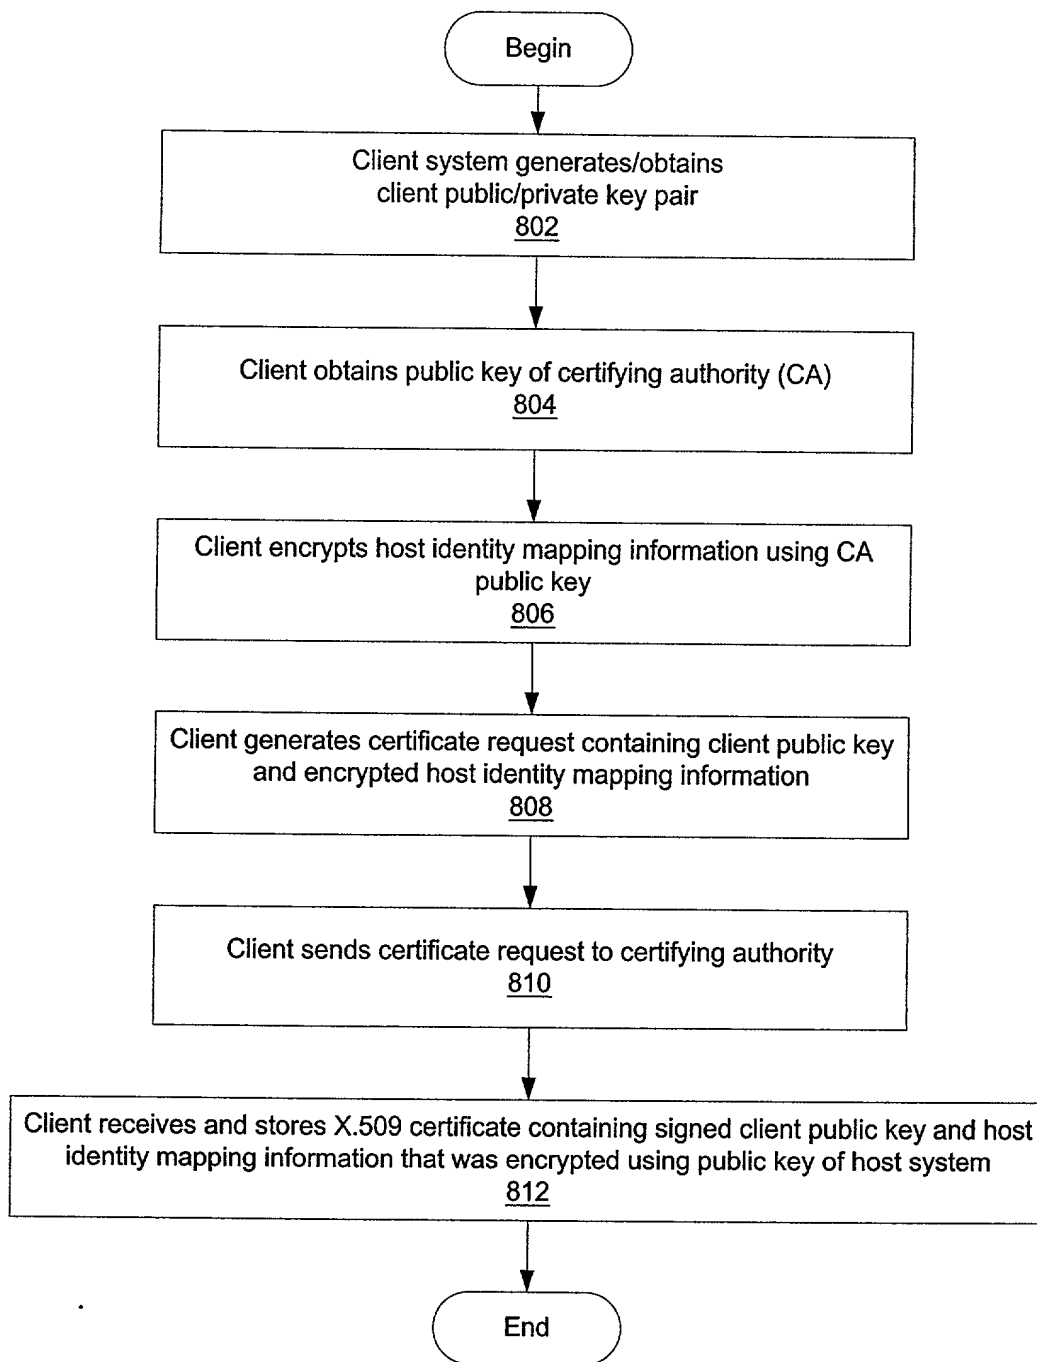 Begin
Client system generates/obtains
client public/private key pair
802
Client obtains public key of certifying authority (CA)
804
Client encrypts host identity mapping information using CA
public key
806
Client generates certificate request containing client public key
and encrypted host identity mapping information
808
Client sends certificate request to certifying authority
810
Client receives and stores X.509 certificate containing signed client public key and host
identity mapping information that was encrypted using public key of host system
812
End